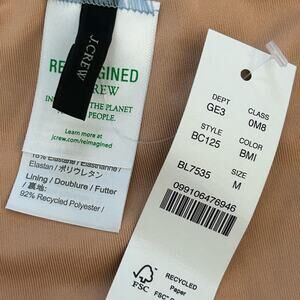 J.CREW
REIMAGINED
THE PLANET
PEOPLE.
Learn more at
jcrew.com/reimagined
Elastane / Elasthanne /
Elastan / ポリウレタン
Lining / Doublure / Futter
/ 裏地:
92% Recycled Polyester /
DEPT CLASS
GE3 0M8
STYLE COLOR
BC125 BMI
SIZE
BL7535 M
099106476946
FSC
RECYCLED
Paper